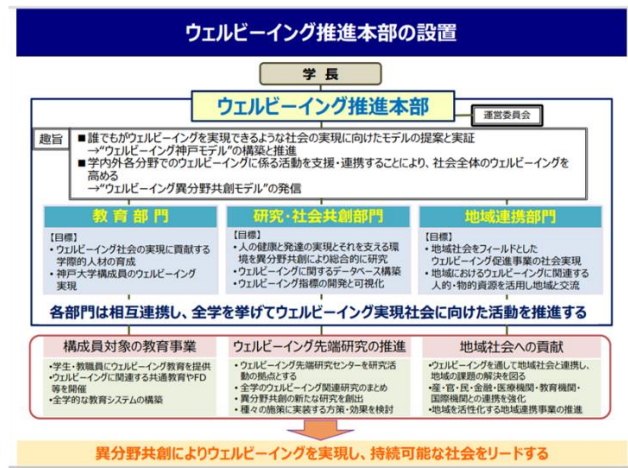 ウェルビーイング推進本部の設置
学 長
ウェルビーイング推進本部
運営委員会
趣旨
■誰でもがウェルビーイングを実現できるような社会の実現に向けたモデルの提案と実証
→“ウェルビーイング神戸モデル”の構築と推進
■学内外各分野でのウェルビーイングに係る活動を支援・連携することにより、社会全体のウェルビーイングを
高める
→“ウェルビーイング異分野共創モデル”の発信
教育部門
【目標】
・ウェルビーイング社会の実現に貢献する
学際的人材の育成
・神戸大学構成員のウェルビーイング
実現
研究・社会共創部門
【目標】
・人の健康と発達の実現とそれを支える環
境を異分野共創により総合的に研究
・ウェルビーイングに関するデータベース構築
・ウェルビーイング指標の開発と可視化
地域連携部門
【目標】
・地域社会をフィールドとした
ウェルビーイング促進事業の社会実現
・地域におけるウェルビーイングに関連する
人的・物的資源を活用し地域と交流
各部門は相互連携し、全学を挙げてウェルビーイング実現社会に向けた活動を推進する
構成員対象の教育事業
・学生・教職員にウェルビーイング教育を提供
・ウェルビーイングに関連する共通教育やFD
等を開催
・全学的な教育システムの構築
ウェルビーイング先端研究の推進
・ウェルビーイング先端研究センターを研究活
動の拠点とする
・全学のウェルビーイング関連研究のまとめ
・異分野共創の新たな研究を創出
・種々の施策に実装する方策・効果を検討
地域社会への貢献
・ウェルビーイングを通して地域社会と連携し、
地域の課題の解決を図る
・産・官・民・金融・医療機関・教育機関・
国際機関との連携を強化
・地域を活性化する地域連携事業の推進
異分野共創によりウェルビーイングを実現し、持続可能な社会をリードする